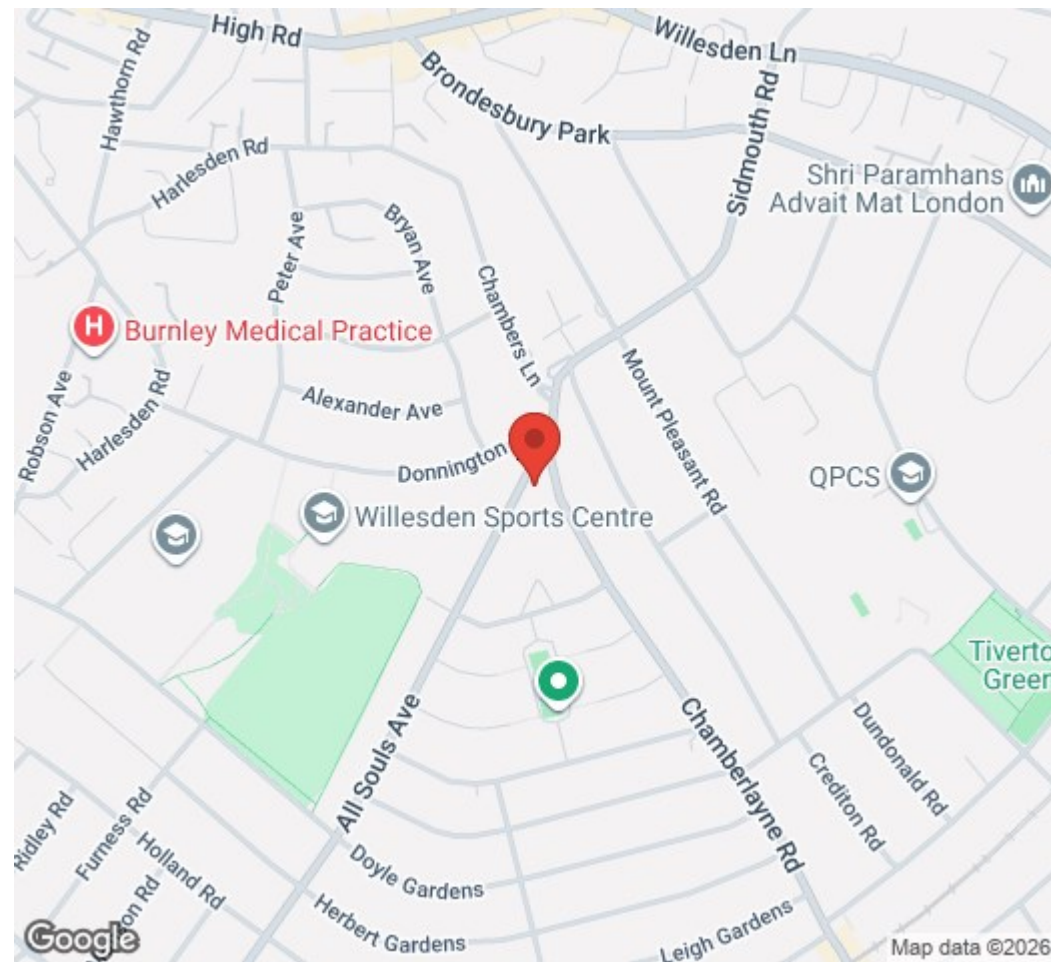 High Rd
Willesden Ln
Hawthorn Rd
Brondesbury Park
Sidmouth Rd
Harlesden Rd
Shri Paramhans
Advait Mat London
Peter Ave
Bryan Ave
Chambers Ln
H
Burnley Medical Practice
Mount Pleasant Rd
Alexander Ave
Robson Ave
Harlesden Rd
Donnington
QPCS
Willesden Sports Centre
Tiverto
Green
All Souls Ave
Chamberlayne Rd
Dundonald Rd
Crediton Rd
Ridley Rd
Furness Rd
Holland Rd
Doyle Gardens
Herbert Gardens
Leigh Gardens
on Rd
Google
Map data ©2026